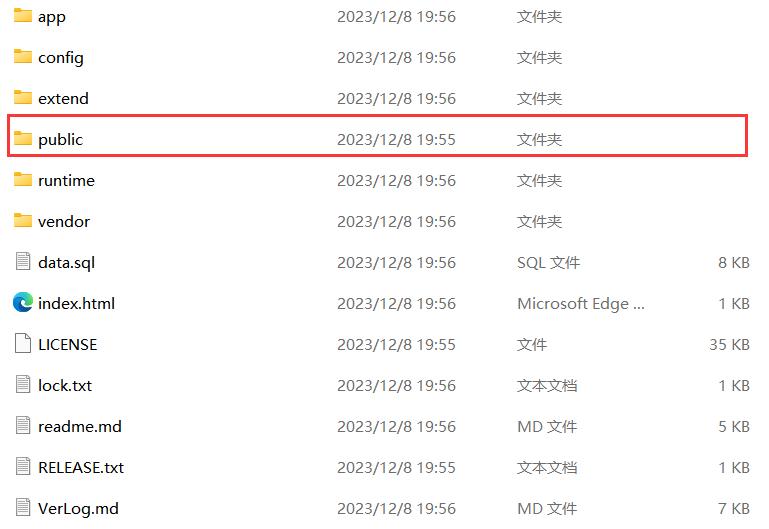 app 2023/12/8 19:56 文件夹
config 2023/12/8 19:56 文件夹
extend 2023/12/8 19:56 文件夹
public 2023/12/8 19:55 文件夹
runtime 2023/12/8 19:56 文件夹
vendor 2023/12/8 19:56 文件夹
data.sql 2023/12/8 19:56 SQL 文件 8 KB
index.html 2023/12/8 19:56 Microsoft Edge ... 1 KB
LICENSE 2023/12/8 19:55 文件 35 KB
lock.txt 2023/12/8 19:56 文本文档 1 KB
readme.md 2023/12/8 19:56 MD 文件 5 KB
RELEASE.txt 2023/12/8 19:55 文本文档 1 KB
VerLog.md 2023/12/8 19:56 MD 文件 7 KB